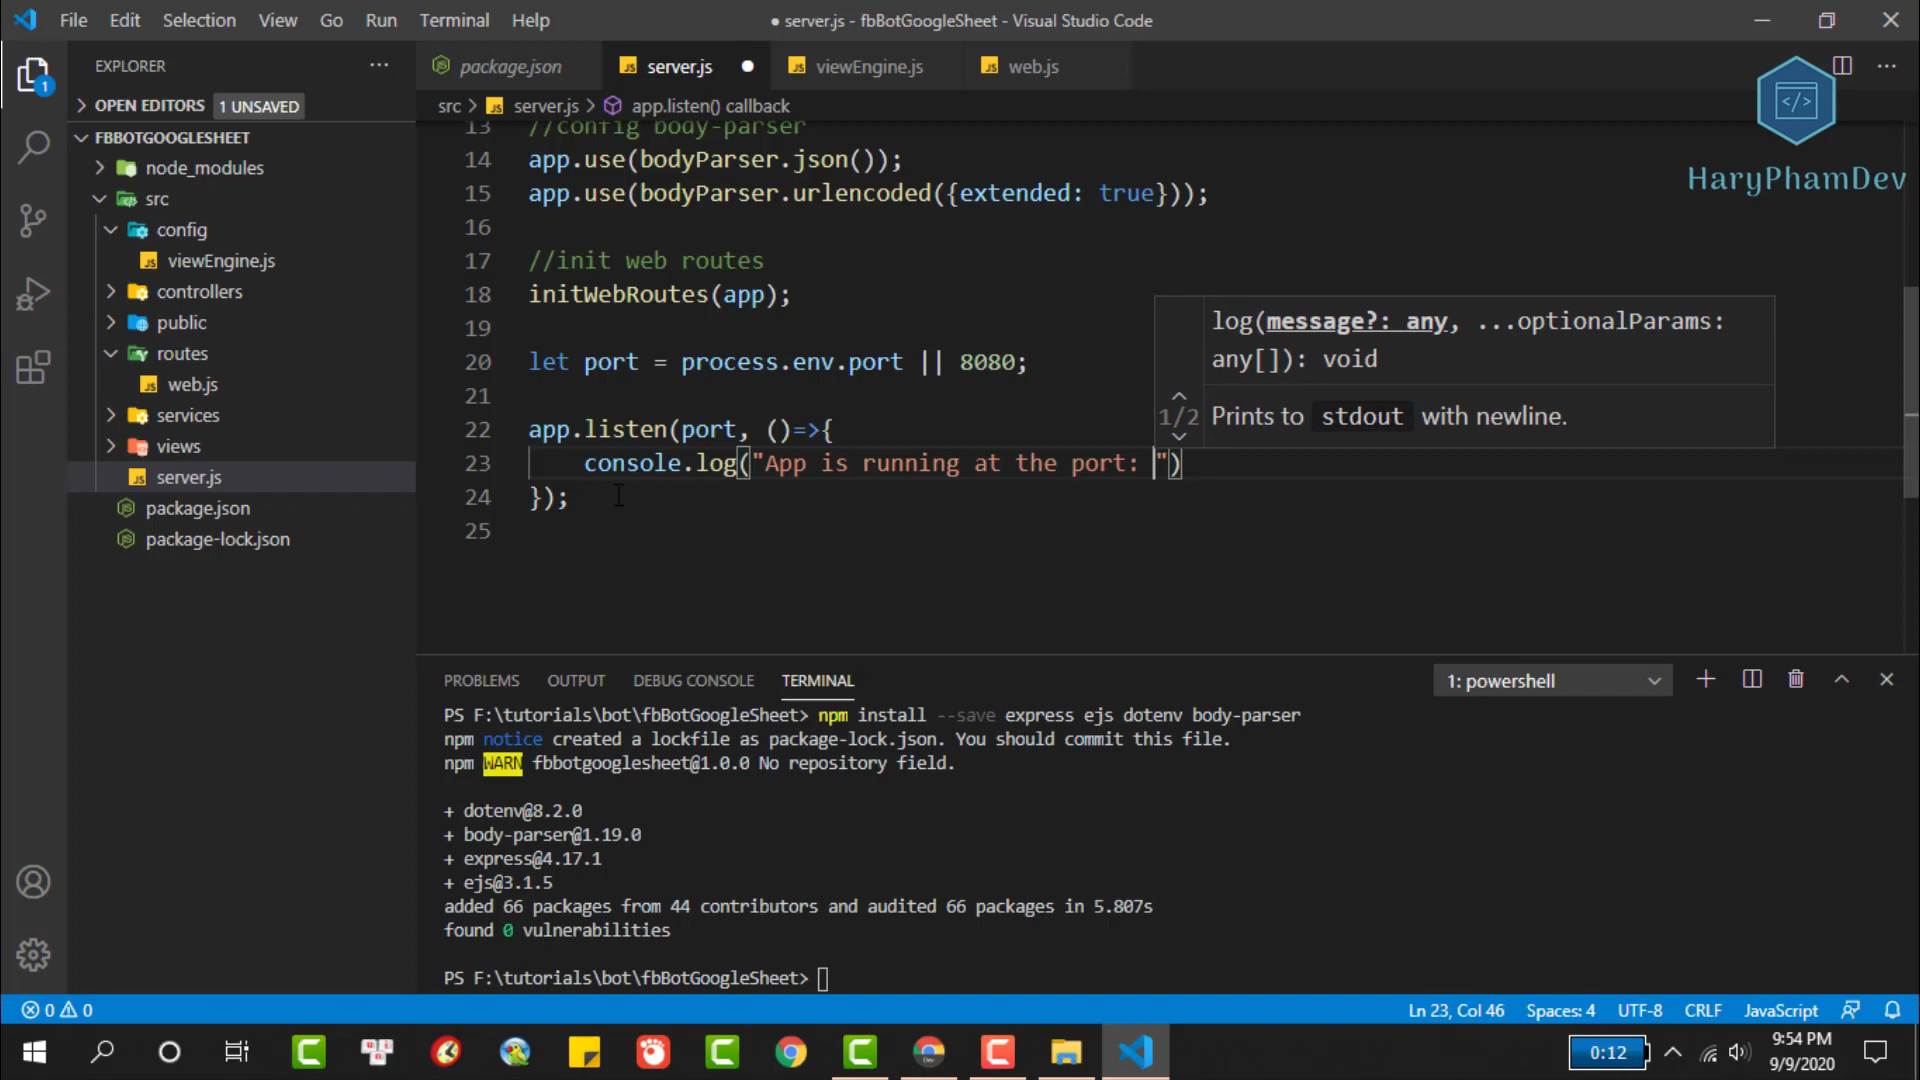 File Edit Selection View Go Run Terminal Help
● server.js - fbBotGoogleSheet - Visual Studio Code
EXPLORER
package.json
server.js
viewEngine.js
web.js
OPEN EDITORS 1 UNSAVED
src > server.js > app.listen() callback
HaryPhamDev
FBBOTGOOGLESHEET
node_modules
src
config
viewEngine.js
controllers
public
routes
web.js
services
views
server.js
package.json
package-lock.json
1
13 //config body-parser
14 app.use(bodyParser.json());
15 app.use(bodyParser.urlencoded({extended: true}));
16
17 //init web routes
18 initWebRoutes(app);
19
20 let port = process.env.port || 8080;
21
22 app.listen(port, ()=>{
23 console.log("App is running at the port: ")
24 });
25
log(message?: any, ...optionalParams:
any[]): void
1/2 Prints to stdout with newline.
PROBLEMS OUTPUT DEBUG CONSOLE TERMINAL
1: powershell
PS F:\tutorials\bot\fbBotGoogleSheet> npm install --save express ejs dotenv body-parser
npm notice created a lockfile as package-lock.json. You should commit this file.
npm WARN fbbotgooglesheet@1.0.0 No repository field.
+ dotenv@8.2.0
+ body-parser@1.19.0
+ express@4.17.1
+ ejs@3.1.5
added 66 packages from 44 contributors and audited 66 packages in 5.807s
found 0 vulnerabilities
PS F:\tutorials\bot\fbBotGoogleSheet>
0 0
Ln 23, Col 46 Spaces: 4 UTF-8 CRLF JavaScript
0:12
9:54 PM
9/9/2020